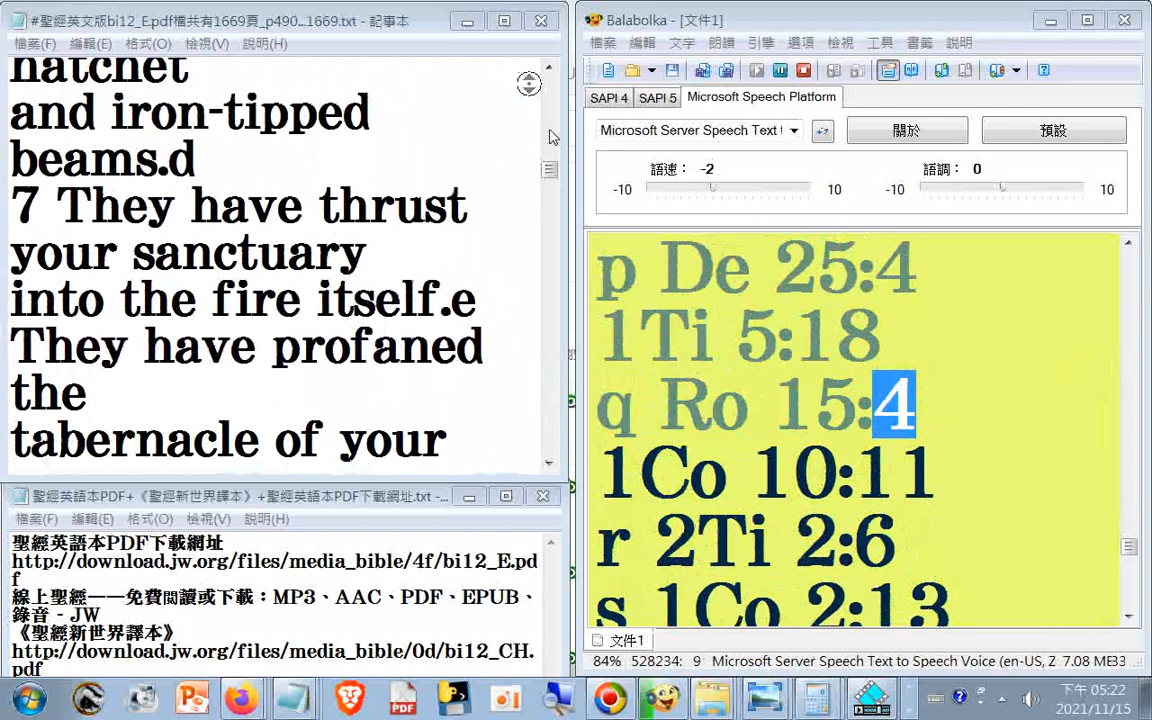 #聖經英文版bi12_E.pdf檔共有1669頁_p490...1669.txt - 記事本
檔案(F) 編輯(E) 格式(O) 檢視(V) 說明(H)
hatchet
and iron-tipped
beams.d
7 They have thrust
your sanctuary
into the fire itself.e
They have profaned
the
tabernacle of your
聖經英語本PDF+《聖經新世界譯本》+聖經英語本PDF下載網址.txt -...
檔案(F) 編輯(E) 格式(O) 檢視(V) 說明(H)
聖經英語本PDF下載網址
http://download.jw.org/files/media_bible/4f/bi12_E.pd
f
線上聖經——免費閱讀或下載：MP3、AAC、PDF、EPUB、
錄音 - JW
《聖經新世界譯本》
http://download.jw.org/files/media_bible/0d/bi12_CH.
pdf
Balabolka - [文件1]
檔案 編輯 文字 朗讀 引擎 選項 檢視 工具 書籤 說明
SAPI 4 SAPI 5 Microsoft Speech Platform
Microsoft Server Speech Text 關於 預設
語速： -2 語調： 0
-10 10 -10 10
p De 25:4
1Ti 5:18
q Ro 15:4
1Co 10:11
r 2Ti 2:6
s 1Co 2:13
文件1
84% 528234: 9 Microsoft Server Speech Text to Speech Voice (en-US, Z 7.08 ME33
下午 05:22
2021/11/15